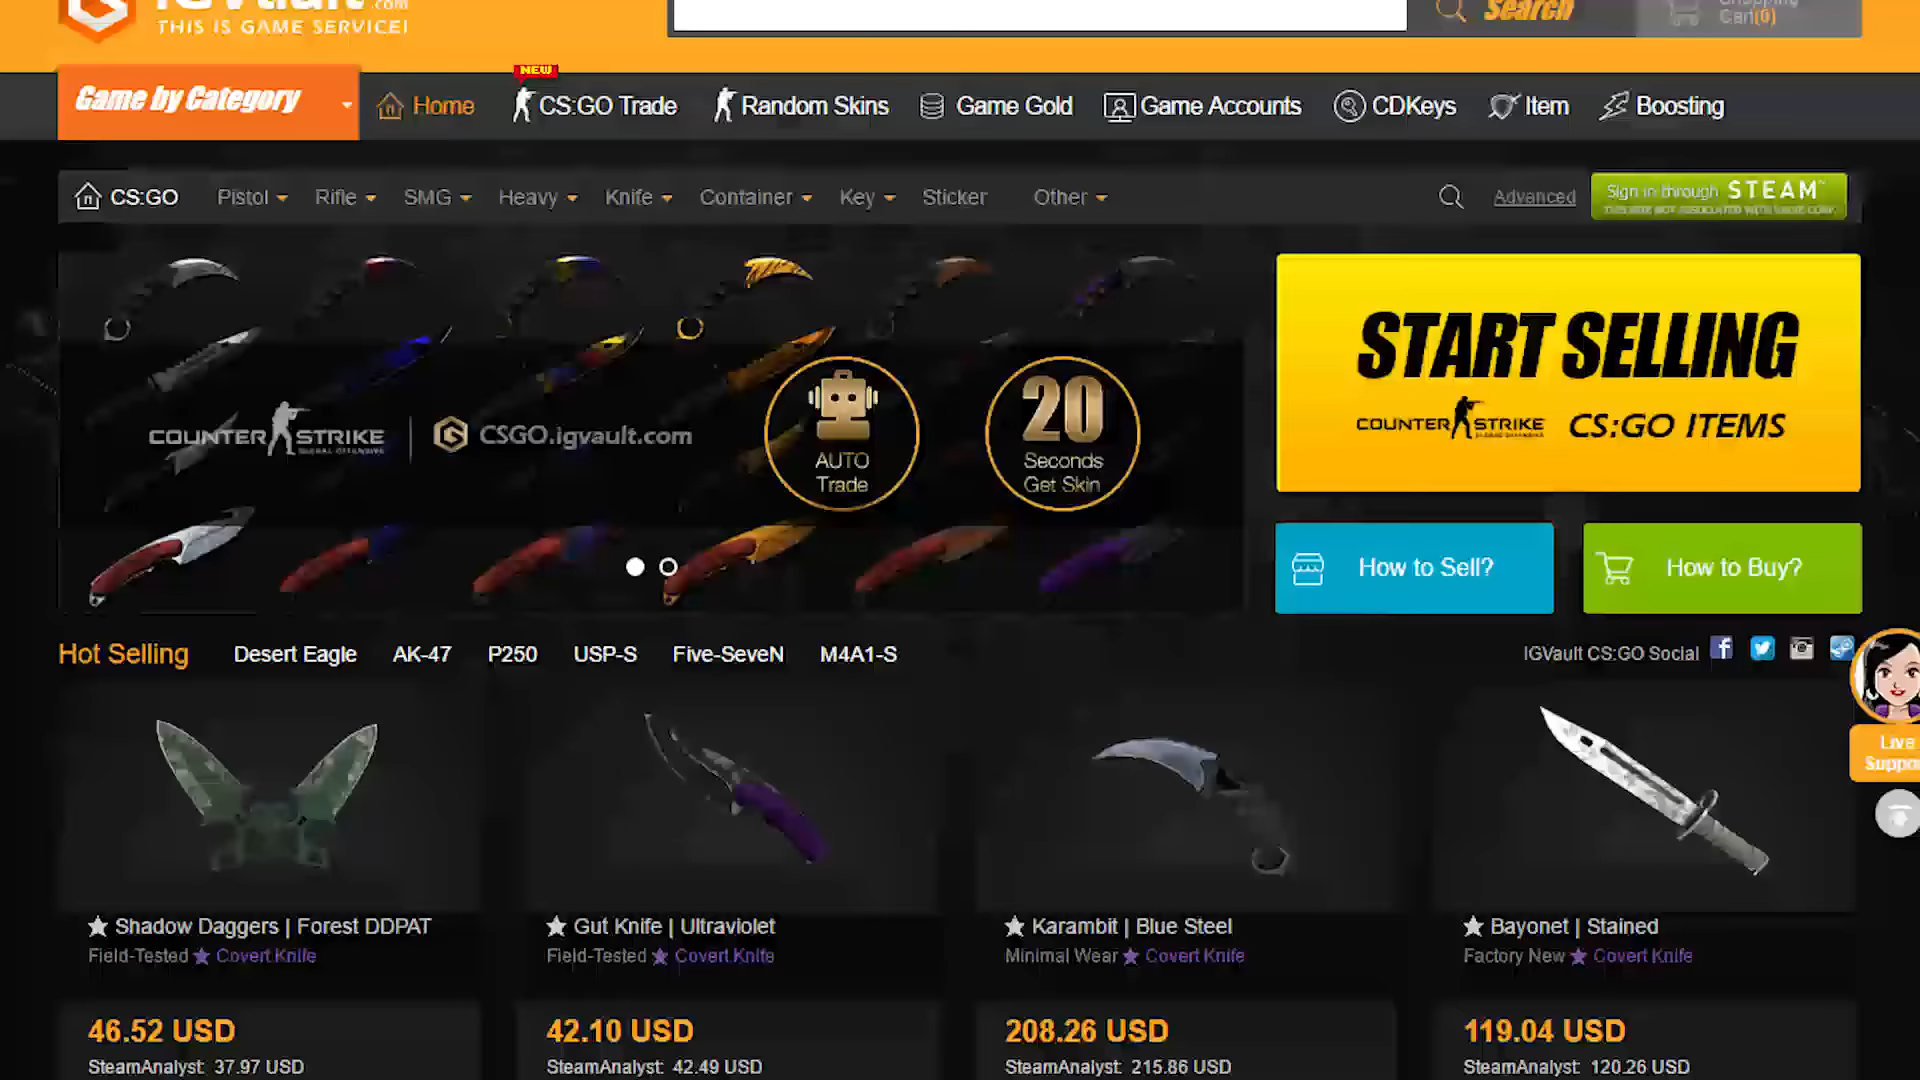 .com
THIS IS GAME SERVICE!
Search
Cart(0)
NEW
Game by Category
Home
CS:GO Trade
Random Skins
Game Gold
Game Accounts
CDKeys
Item
Boosting
CS:GO
Pistol
Rifle
SMG
Heavy
Knife
Container
Key
Sticker
Other
Advanced
Sign in through STEAM
START SELLING
COUNTER STRIKE
CS:GO ITEMS
COUNTER STRIKE
GLOBAL OFFENSIVE
CSGO.igvault.com
AUTO
Trade
20
Seconds
Get Skin
How to Sell?
How to Buy?
Hot Selling
Desert Eagle
AK-47
P250
USP-S
Five-SeveN
M4A1-S
IGVault CS:GO Social
Live
★ Shadow Daggers | Forest DDPAT
Field-Tested ★ Covert Knife
46.52 USD
SteamAnalyst: 37.97 USD
★ Gut Knife | Ultraviolet
Field-Tested ★ Covert Knife
42.10 USD
SteamAnalyst: 42.49 USD
★ Karambit | Blue Steel
Minimal Wear ★ Covert Knife
208.26 USD
SteamAnalyst: 215.86 USD
★ Bayonet | Stained
Factory New ★ Covert Knife
119.04 USD
SteamAnalyst: 120.26 USD